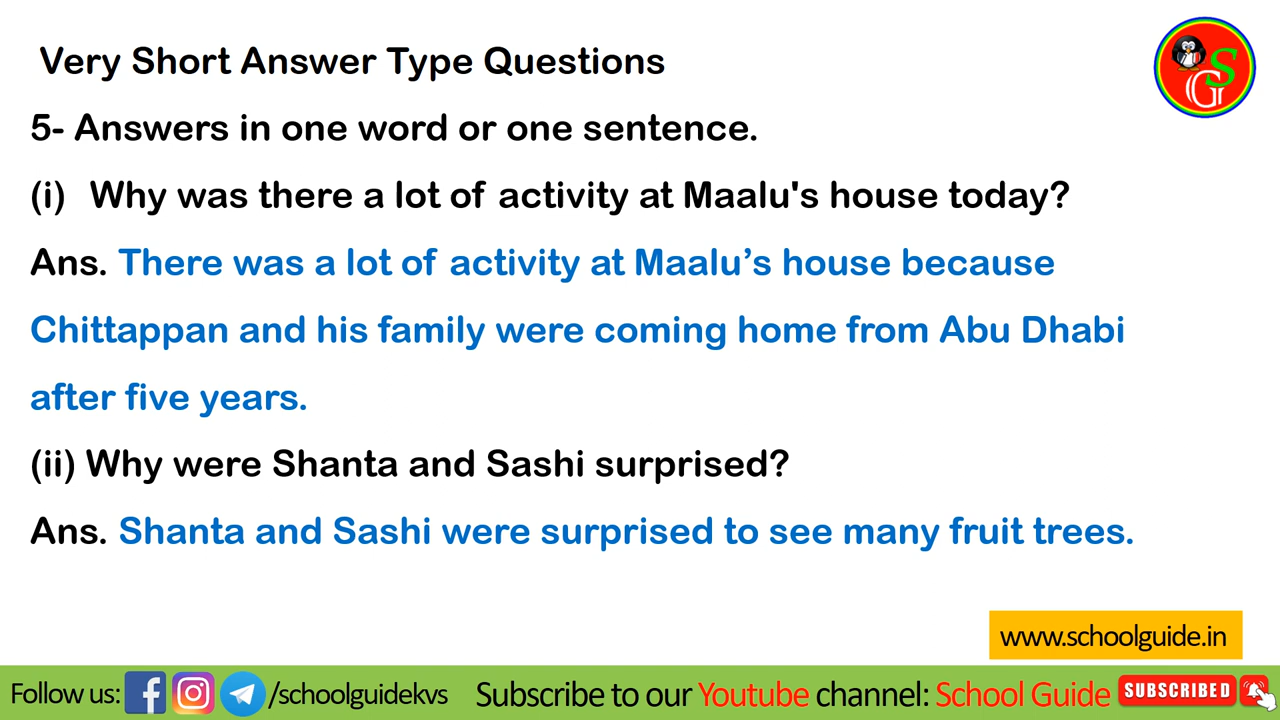 Very Short Answer Type Questions
5- Answers in one word or one sentence.
(i) Why was there a lot of activity at Maalu's house today?
Ans. There was a lot of activity at Maalu’s house because
Chittappan and his family were coming home from Abu Dhabi
after five years.
(ii) Why were Shanta and Sashi surprised?
Ans. Shanta and Sashi were surprised to see many fruit trees.
SG
www.schoolguide.in
Follow us: /schoolguidekvs Subscribe to our Youtube channel: School Guide SUBSCRIBED